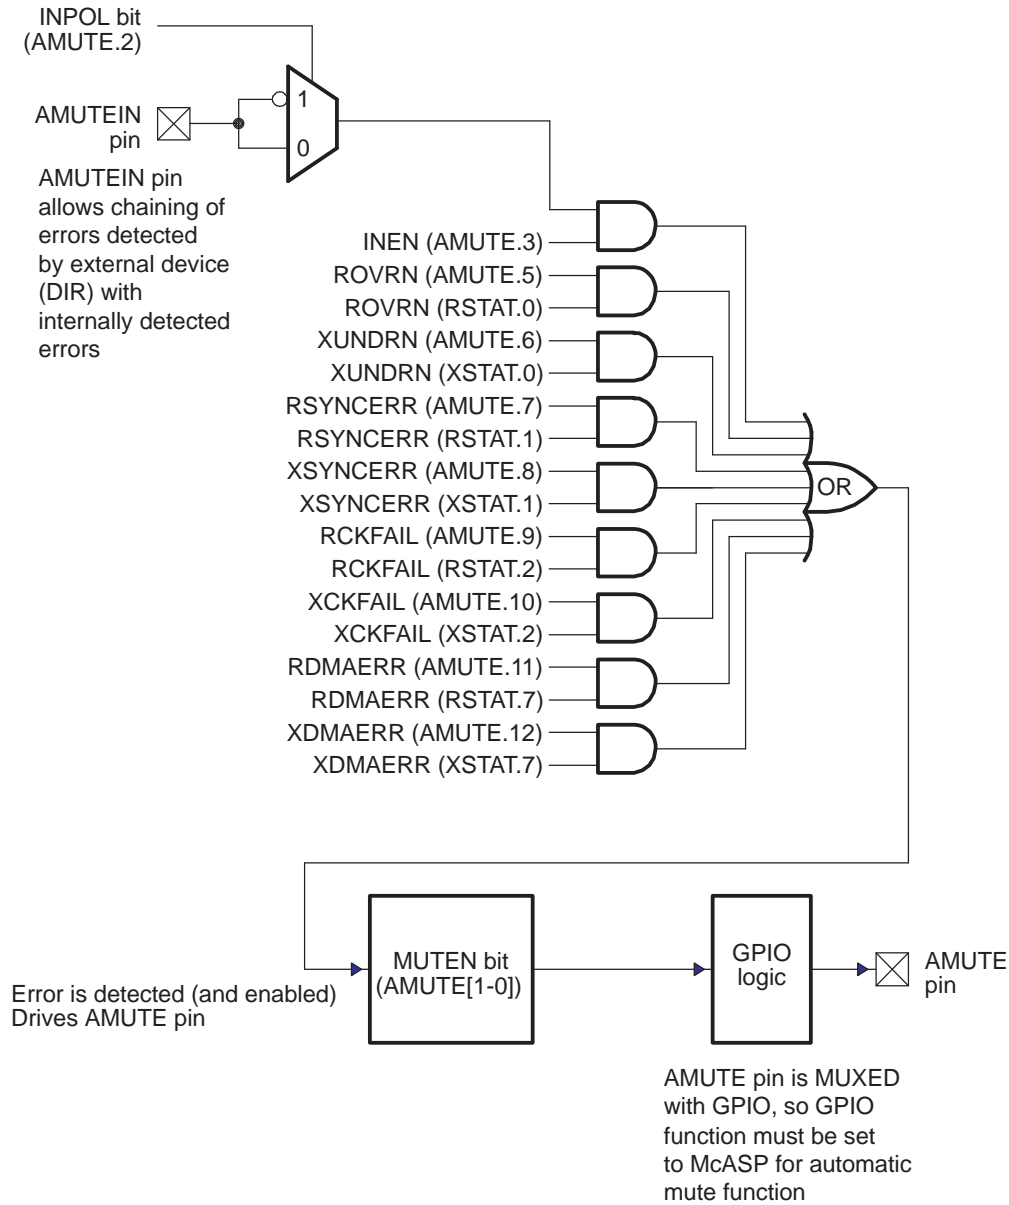 INPOL bit
(AMUTE.2)
AMUTEIN
pin
1
0
AMUTEIN pin
allows chaining of
errors detected
by external device
(DIR) with
internally detected
errors
INEN (AMUTE.3)
ROVRN (AMUTE.5)
ROVRN (RSTAT.0)
XUNDRN (AMUTE.6)
XUNDRN (XSTAT.0)
RSYNCERR (AMUTE.7)
RSYNCERR (RSTAT.1)
XSYNCERR (AMUTE.8)
XSYNCERR (XSTAT.1)
RCKFAIL (AMUTE.9)
RCKFAIL (RSTAT.2)
XCKFAIL (AMUTE.10)
XCKFAIL (XSTAT.2)
RDMAERR (AMUTE.11)
RDMAERR (RSTAT.7)
XDMAERR (AMUTE.12)
XDMAERR (XSTAT.7)
OR
Error is detected (and enabled)
Drives AMUTE pin
MUTEN bit
(AMUTE[1-0])
GPIO
logic
AMUTE
pin
AMUTE pin is MUXED
with GPIO, so GPIO
function must be set
to McASP for automatic
mute function